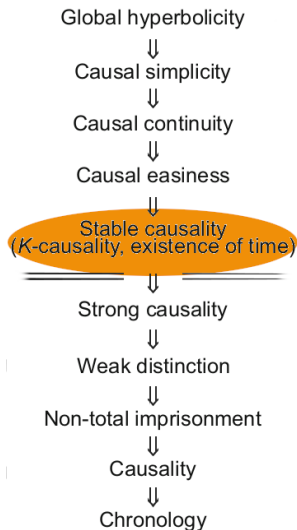 Global hyperbolicity
⇓
Causal simplicity
⇓
Causal continuity
⇓
Causal easiness
⇓
Stable causality
(K-causality, existence of time)
⇓
Strong causality
⇓
Weak distinction
⇓
Non-total imprisonment
⇓
Causality
⇓
Chronology